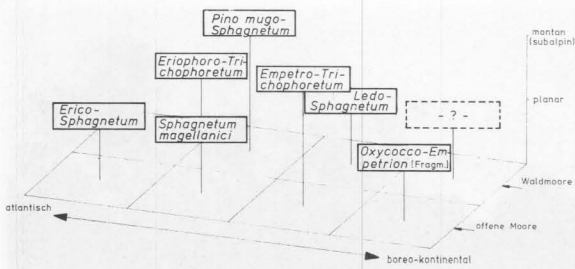 Pino mugo-
Sphagnetum
montan
(subalpin)
Eriophoro-Tri-
chophoretum
Empetro-Tri-
chophoretum
Ledo-
Sphagnetum
planar
Erico-
Sphagnetum
- ? -
Sphagnetum
magellanici
Oxycocco-Em-
petrion (Fragm.)
Waldmoore
atlantisch
offene Moore
boreo-kontinental